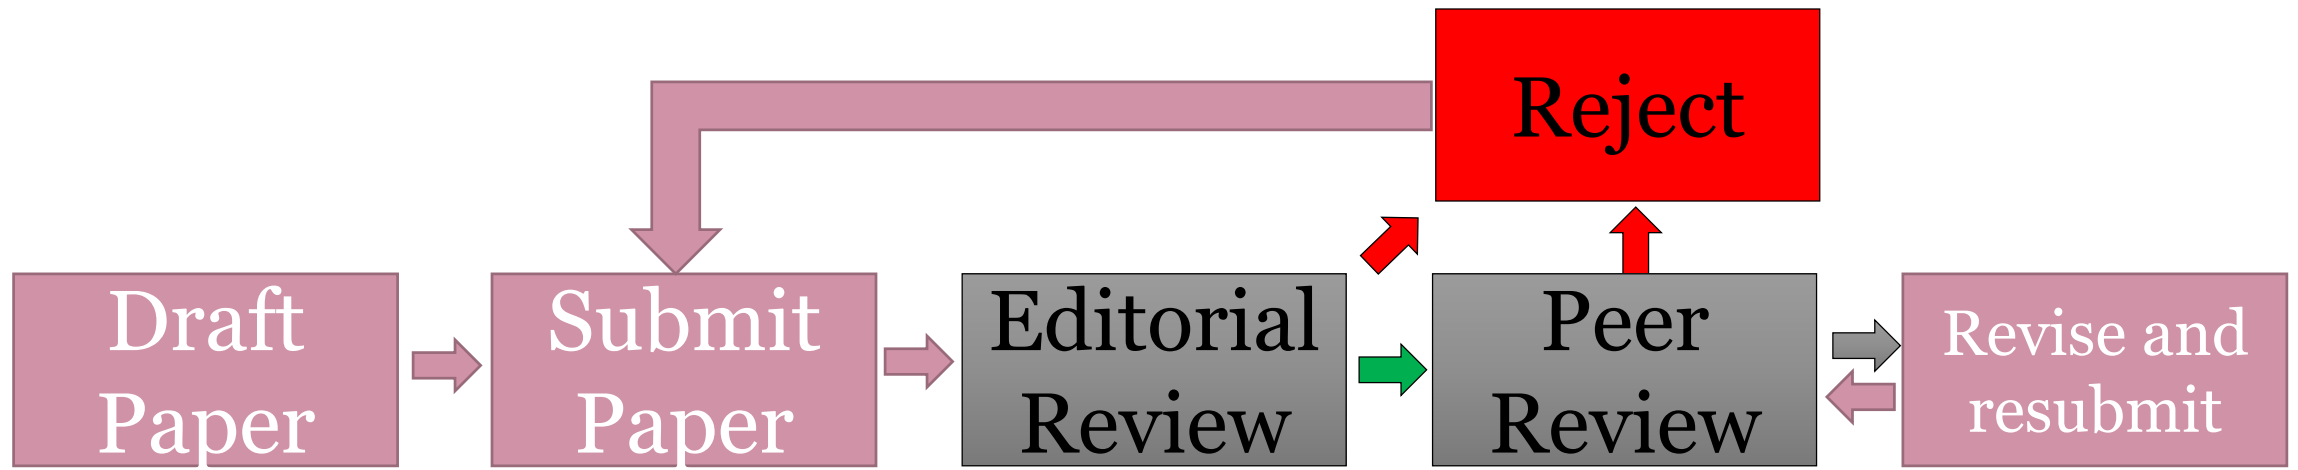 Reject
Draft
Paper
Submit
Paper
Editorial
Review
Peer
Review
Revise and
resubmit